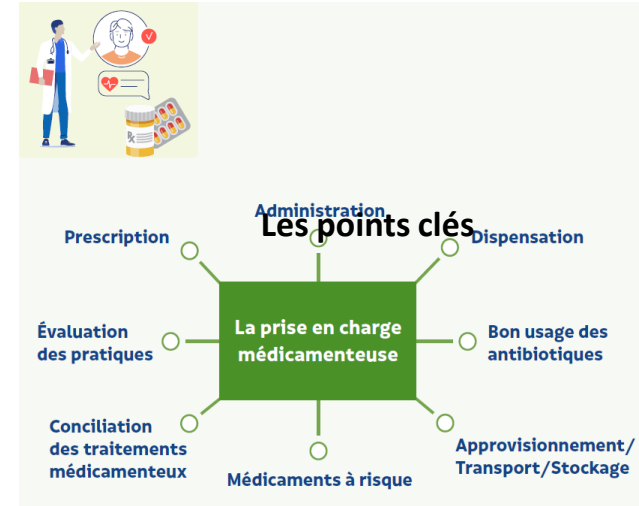 Rx
Administration
Les points clés
Prescription
Dispensation
La prise en charge
médicamenteuse
Évaluation
des pratiques
Bon usage des
antibiotiques
Conciliation
des traitements
médicamenteux
Médicaments à risque
Approvisionnement/
Transport/Stockage